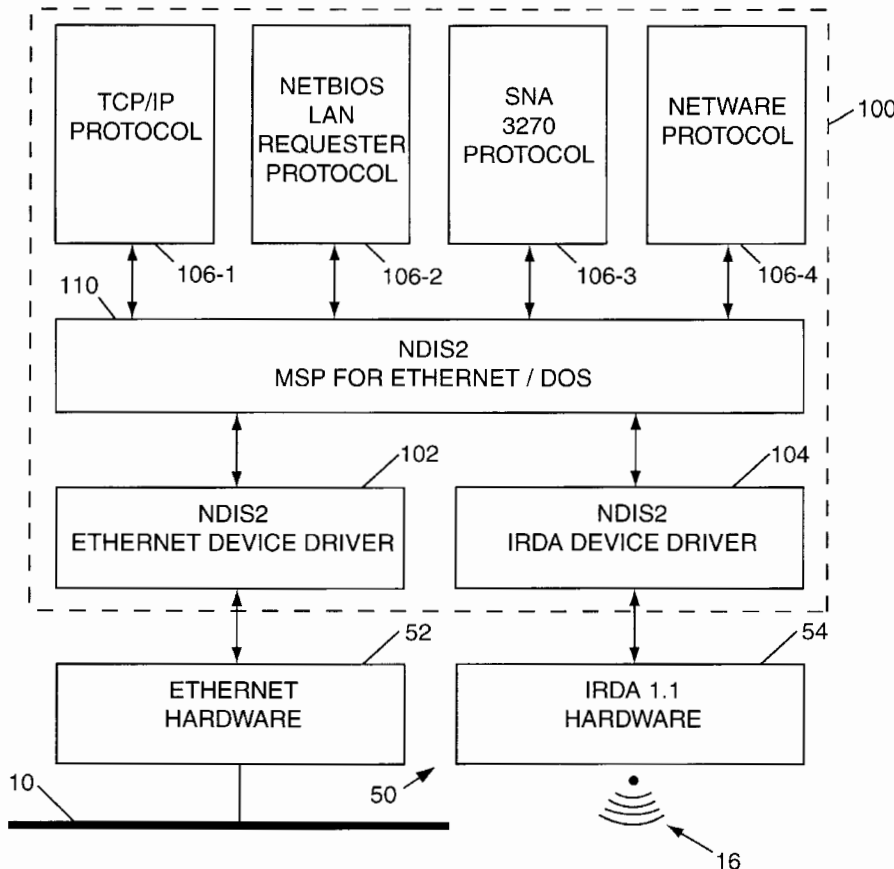 TCP/IP
PROTOCOL
NETBIOS
LAN
REQUESTER
PROTOCOL
SNA
3270
PROTOCOL
NETWARE
PROTOCOL
100
106-1
106-2
106-3
106-4
110
NDIS2
MSP FOR ETHERNET / DOS
102
104
NDIS2
ETHERNET DEVICE DRIVER
NDIS2
IRDA DEVICE DRIVER
52
54
ETHERNET
HARDWARE
IRDA 1.1
HARDWARE
10
50
16